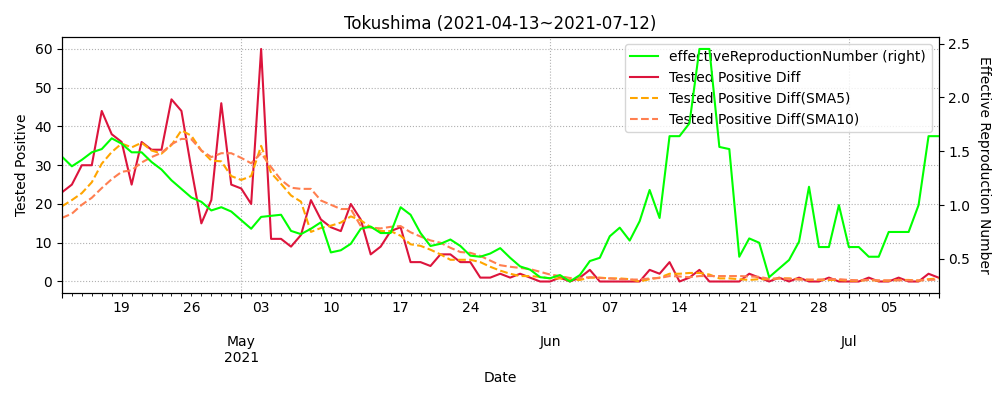 Tokushima (2021-04-13~2021-07-12)
effectiveReproductionNumber (right)
Tested Positive Diff
Tested Positive Diff(SMA5)
Tested Positive Diff(SMA10)
Tested Positive
60
50
40
30
20
10
0
2.5
2.0
1.5
1.0
0.5
Effective Reproduction Number
19 26 03 10 17 24 31 07 14 21 28 05
May Jun Jul
2021
Date